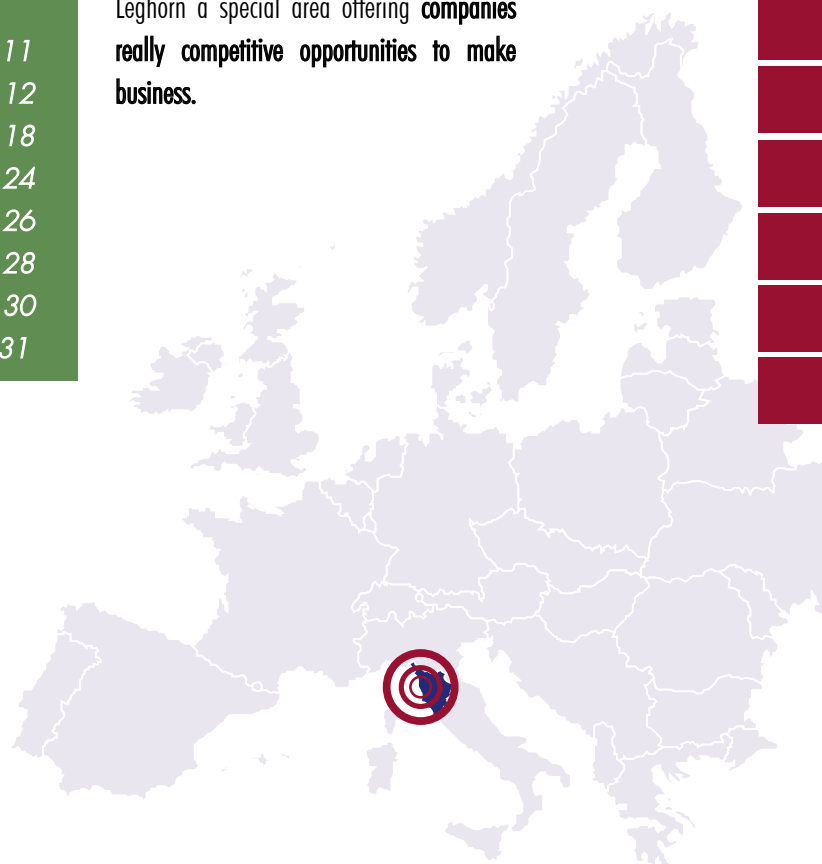 11
12
18
24
26
28
30
31
Leghorn a special area offering companies
really competitive opportunities to make
business.